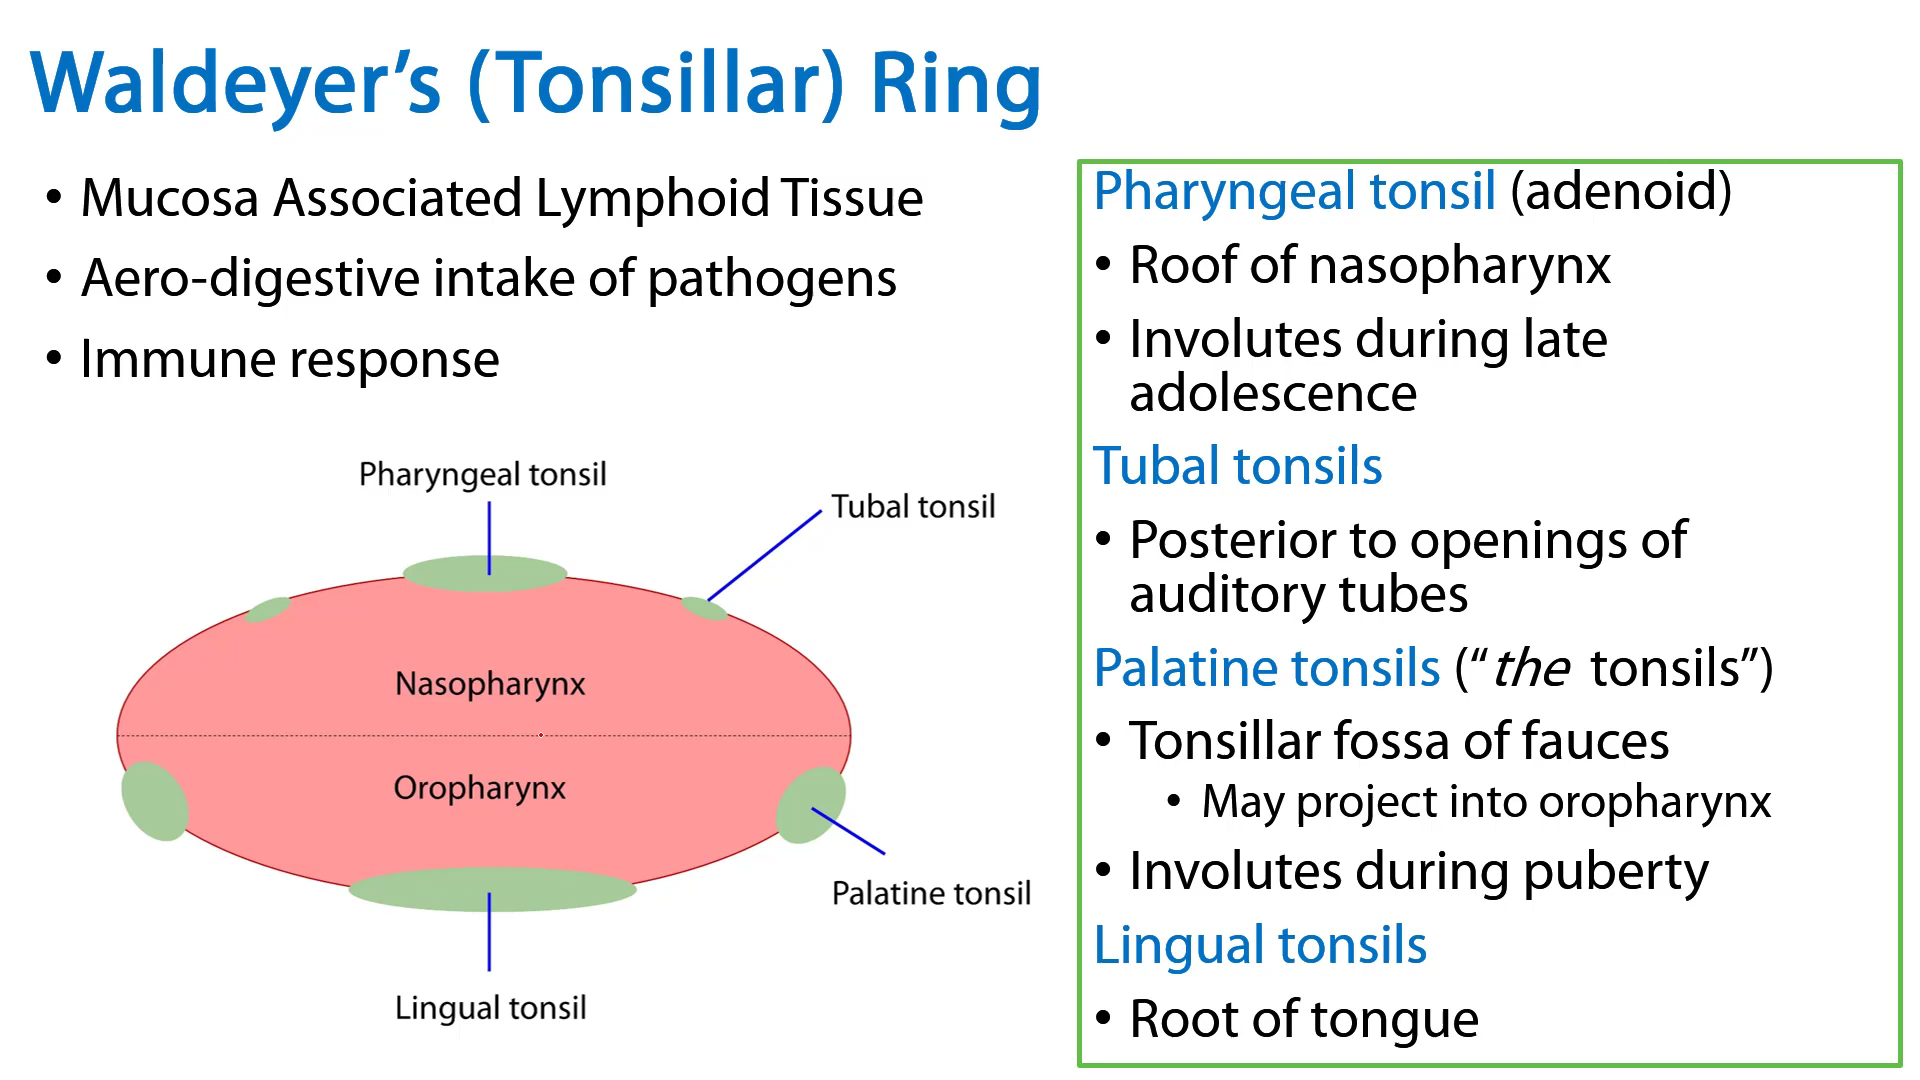 Waldeyer’s (Tonsillar) Ring
• Mucosa Associated Lymphoid Tissue
• Aero-digestive intake of pathogens
• Immune response
Pharyngeal tonsil
Tubal tonsil
Nasopharynx
Oropharynx
Palatine tonsil
Lingual tonsil
Pharyngeal tonsil (adenoid)
• Roof of nasopharynx
• Involutes during late
adolescence
Tubal tonsils
• Posterior to openings of
auditory tubes
Palatine tonsils (“the tonsils”)
• Tonsillar fossa of fauces
• May project into oropharynx
• Involutes during puberty
Lingual tonsils
• Root of tongue